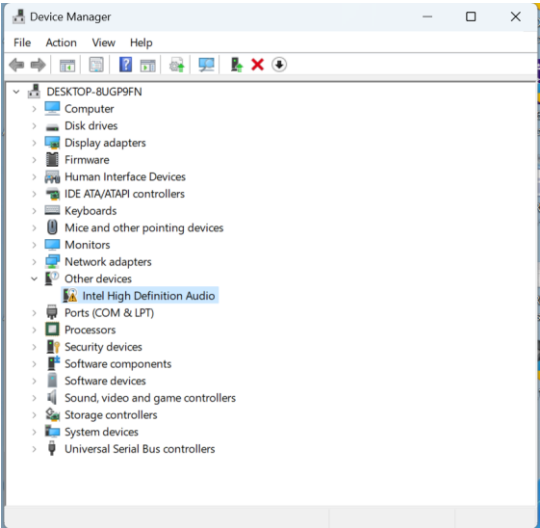 Device Manager
File Action View Help
DESKTOP-8UGP9FN
Computer
Disk drives
Display adapters
Firmware
Human Interface Devices
IDE ATA/ATAPI controllers
Keyboards
Mice and other pointing devices
Monitors
Network adapters
Other devices
Intel High Definition Audio
Ports (COM & LPT)
Processors
Security devices
Software components
Software devices
Sound, video and game controllers
Storage controllers
System devices
Universal Serial Bus controllers